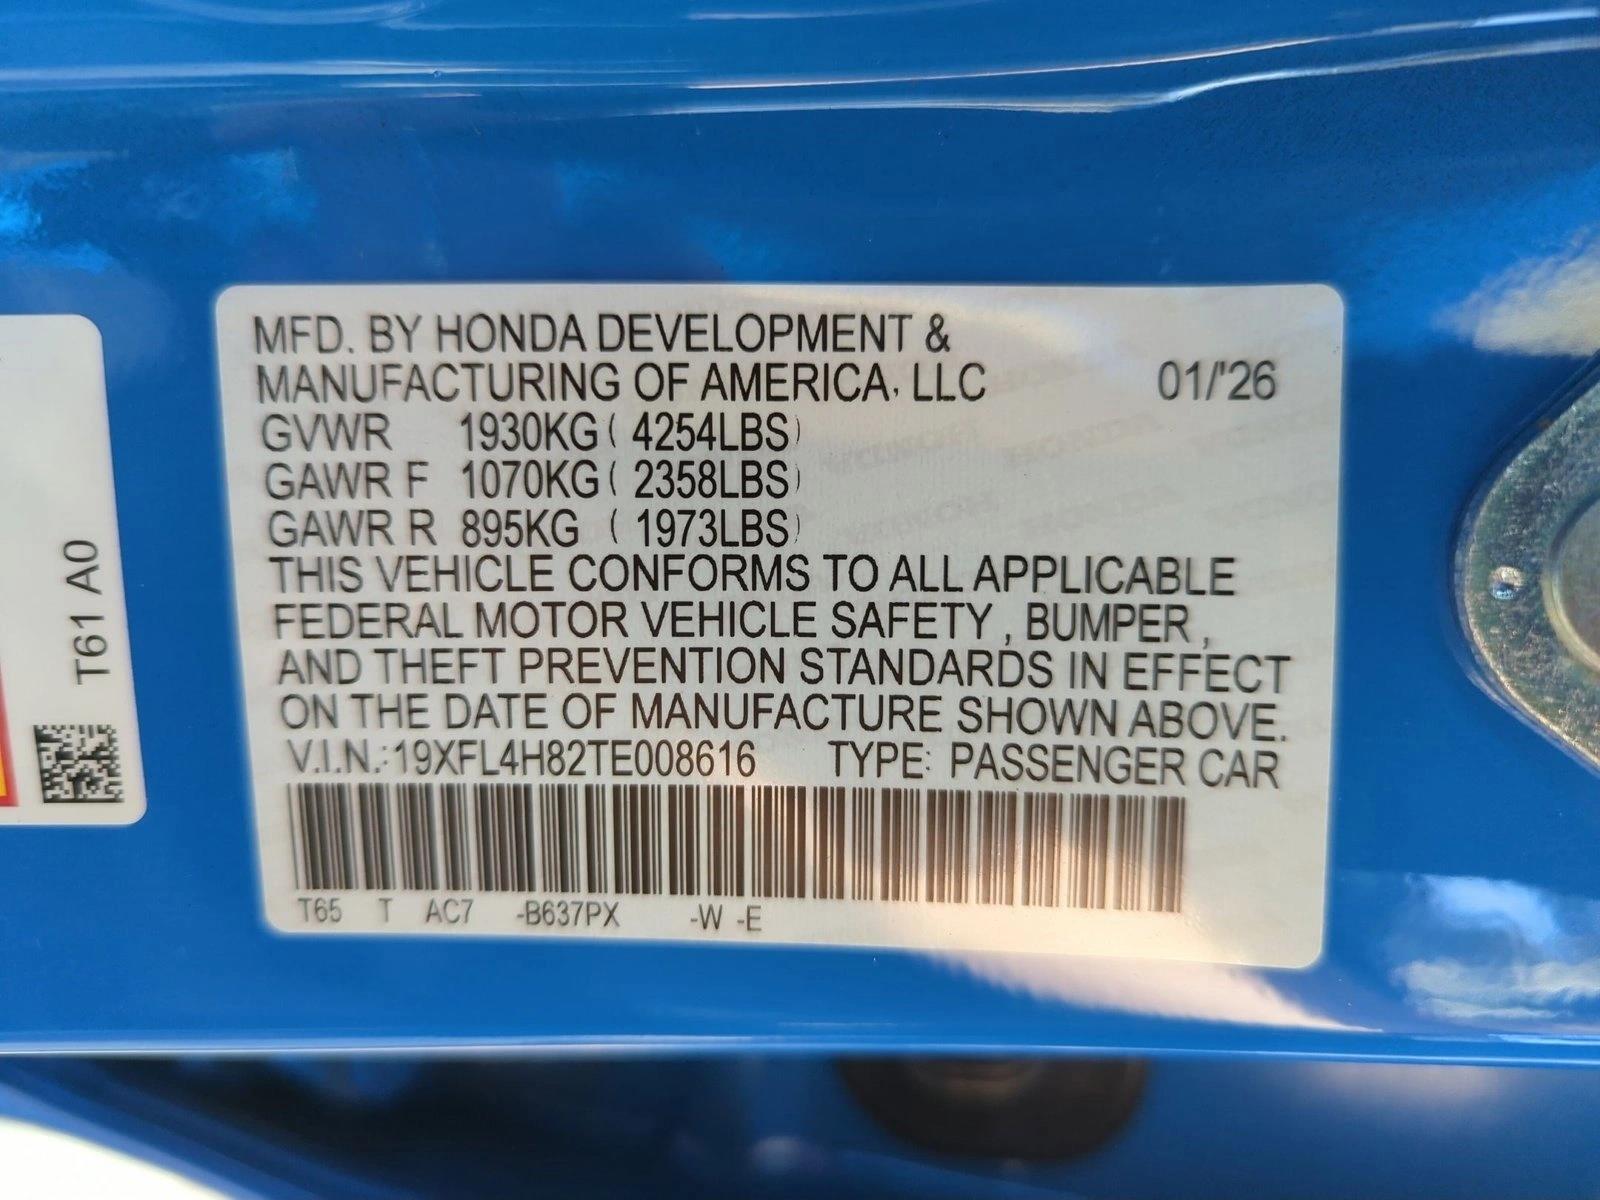 MFD. BY HONDA DEVELOPMENT &
MANUFACTURING OF AMERICA, LLC 01/'26
GVWR 1930KG ( 4254LBS)
GAWR F 1070KG ( 2358LBS)
GAWR R 895KG ( 1973LBS)
THIS VEHICLE CONFORMS TO ALL APPLICABLE
FEDERAL MOTOR VEHICLE SAFETY , BUMPER ,
AND THEFT PREVENTION STANDARDS IN EFFECT
ON THE DATE OF MANUFACTURE SHOWN ABOVE.
V.I.N.:19XFL4H82TE008616 TYPE: PASSENGER CAR
T65 T AC7 -B637PX -W -E
T61 A0